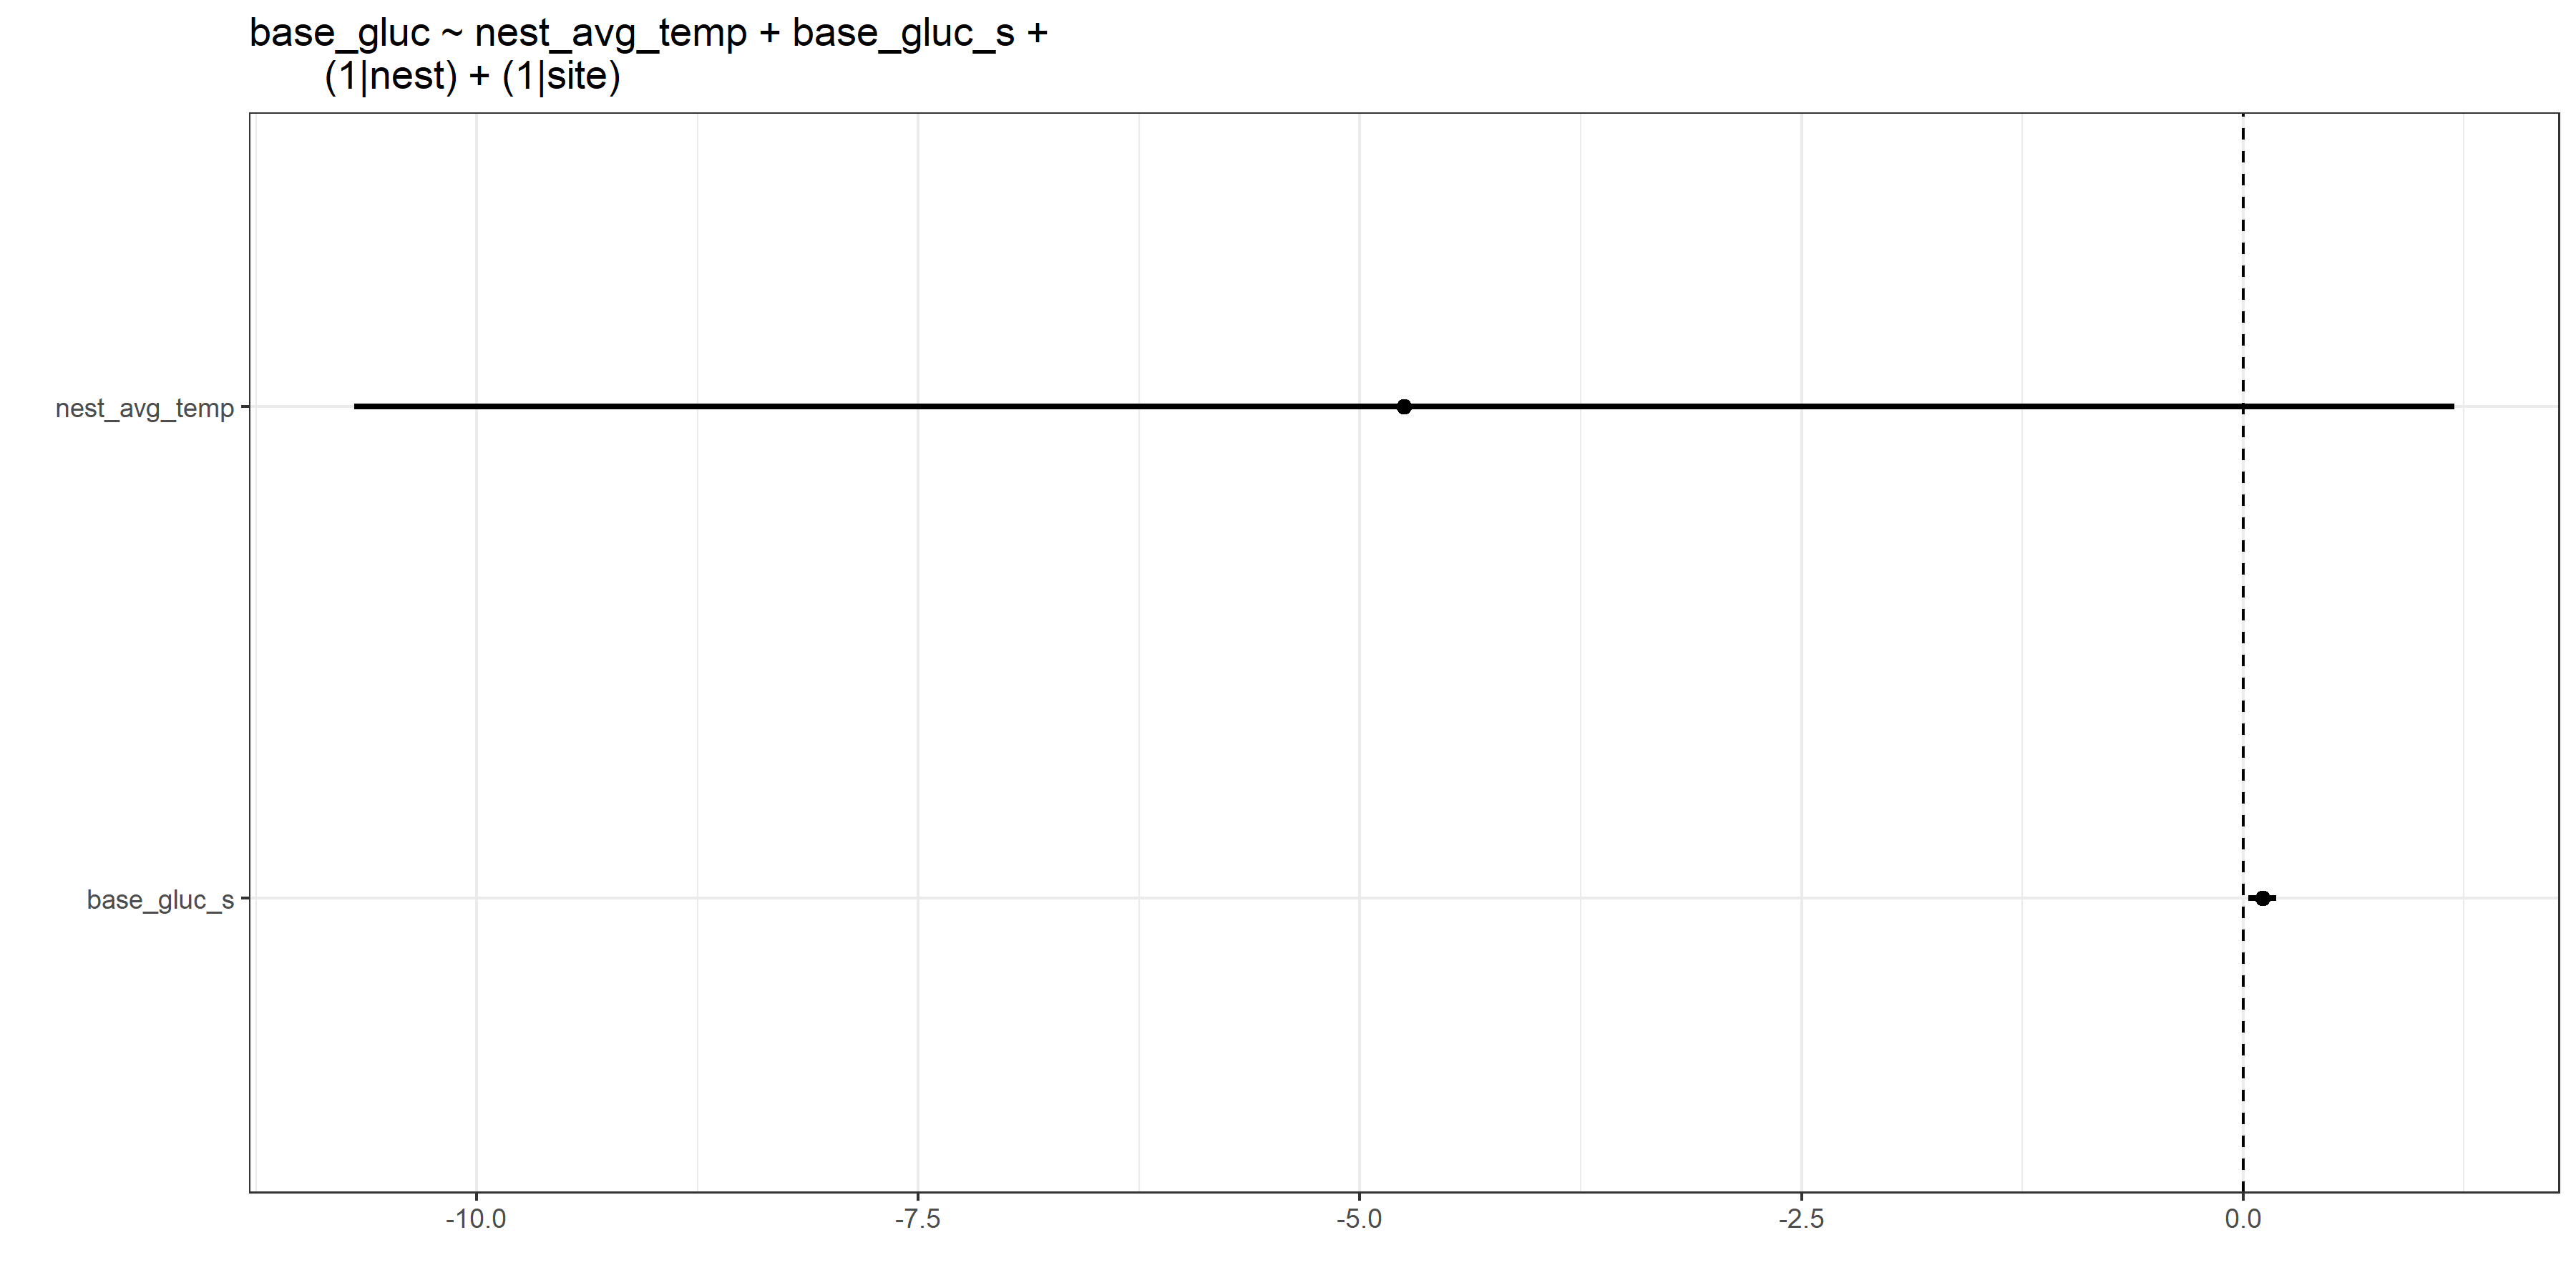 base_gluc ~ nest_avg_temp + base_gluc_s +
(1|nest) + (1|site)
nest_avg_temp
base_gluc_s
-10.0
-7.5
-5.0
-2.5
0.0